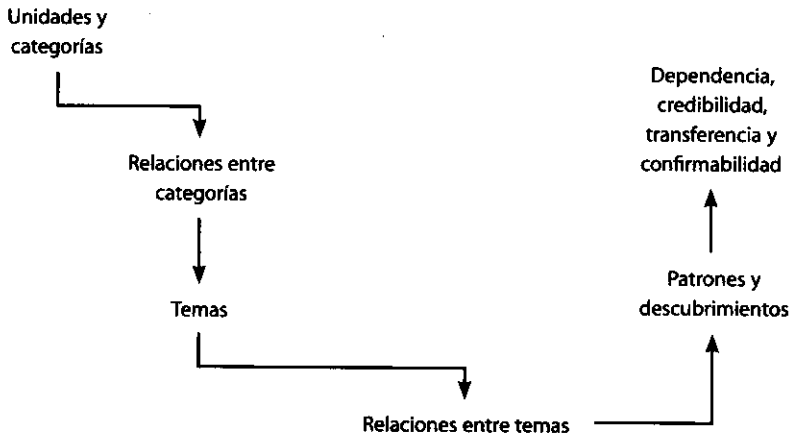 Unidades y
categorías
Relaciones entre
categorías
Temas
Relaciones entre temas
Patrones y
descubrimientos
Dependencia,
credibilidad,
transferencia y
confirmabilidad